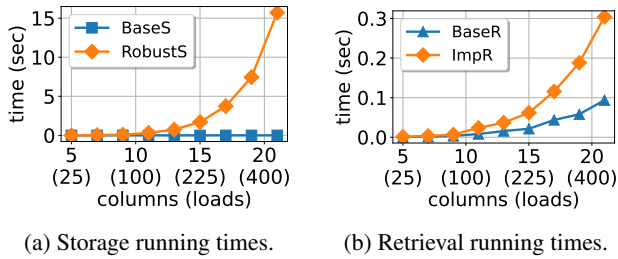 15
10
5
0
time (sec)
BaseS
RobustS
5 10 15 20
(25) (100) (225) (400)
columns (loads)
(a) Storage running times.
0.3
0.2
0.1
0.0
time (sec)
BaseR
ImpR
5 10 15 20
(25) (100) (225) (400)
columns (loads)
(b) Retrieval running times.